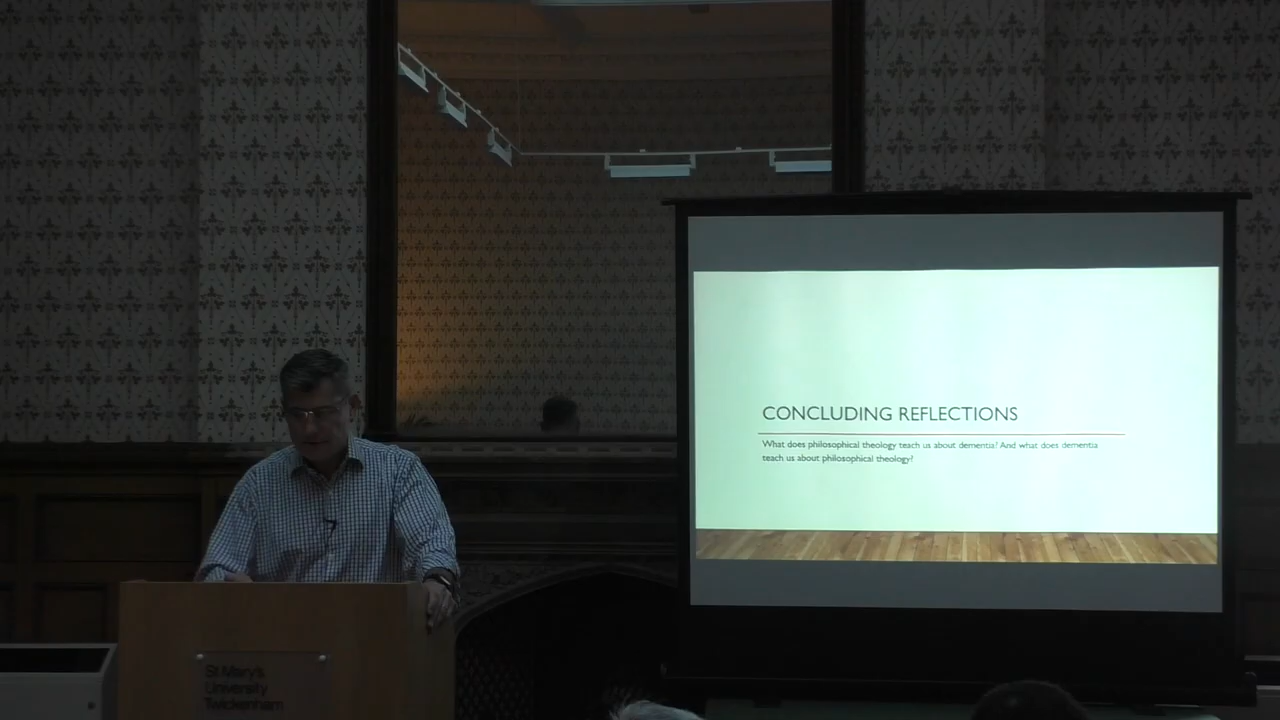 CONCLUDING REFLECTIONS
What does philosophical theology teach us about dementia? And what does dementia
teach us about philosophical theology?
St Mary's
University
Twickenham